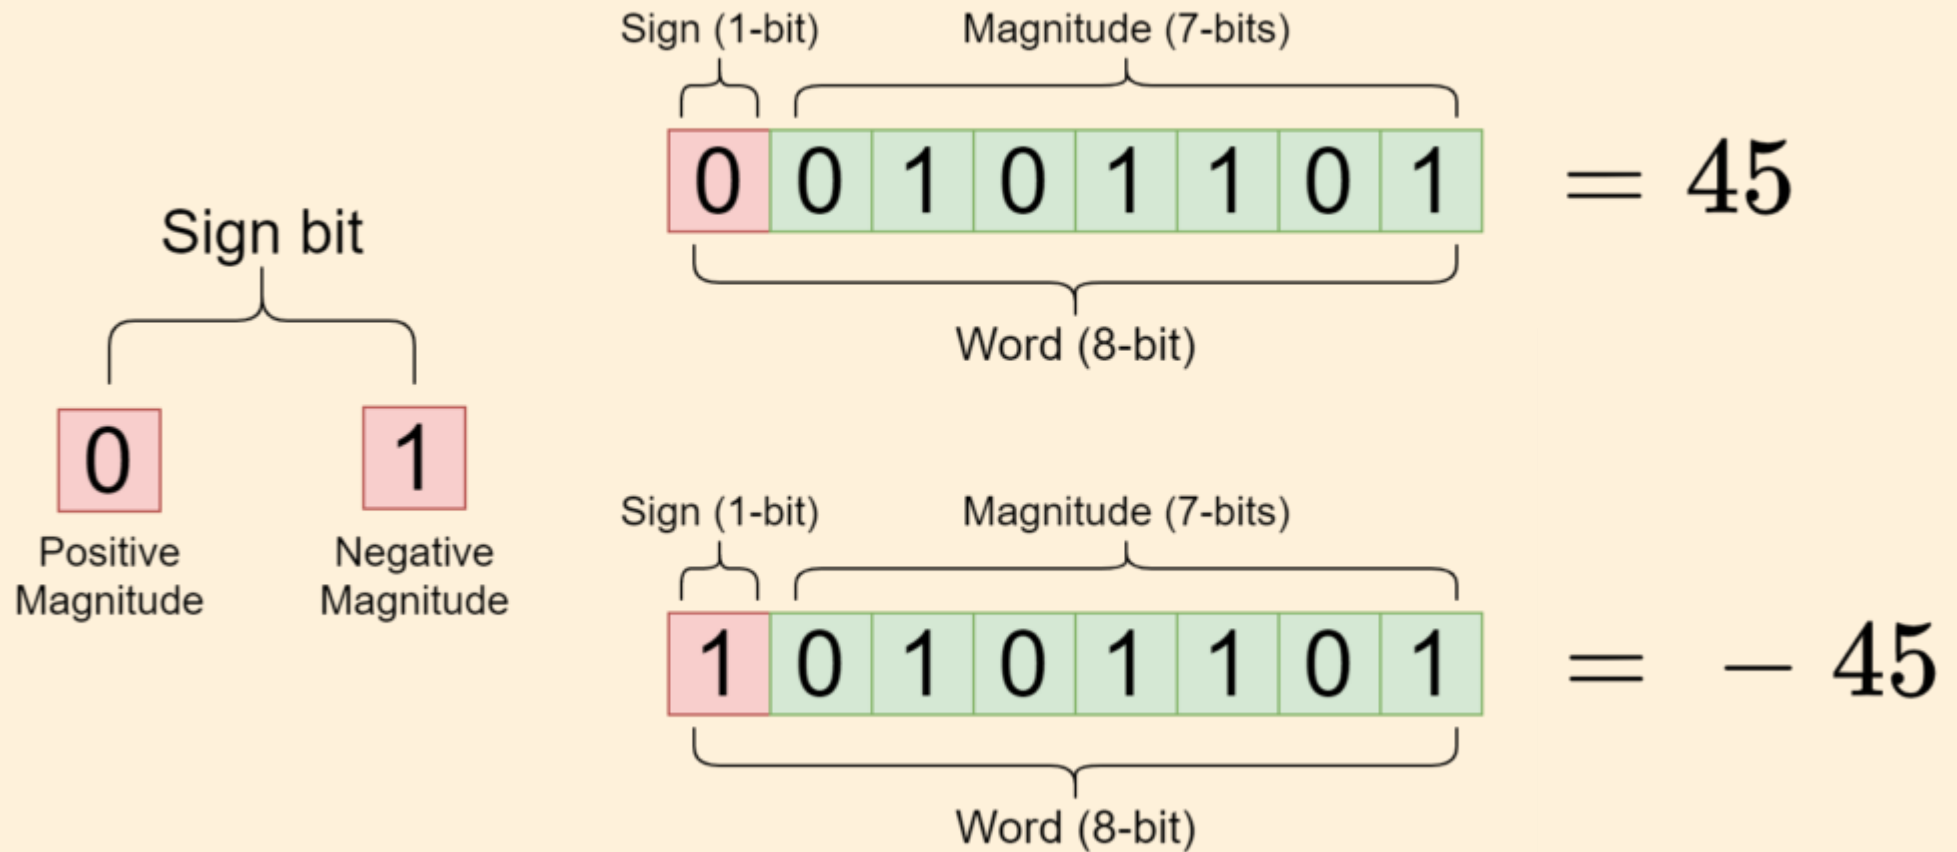 Sign bit
0 1
Positive Magnitude
Negative Magnitude
Sign (1-bit) Magnitude (7-bits)
0 0 1 0 1 1 0 1 = 45
Word (8-bit)
Sign (1-bit) Magnitude (7-bits)
1 0 1 0 1 1 0 1 = - 45
Word (8-bit)